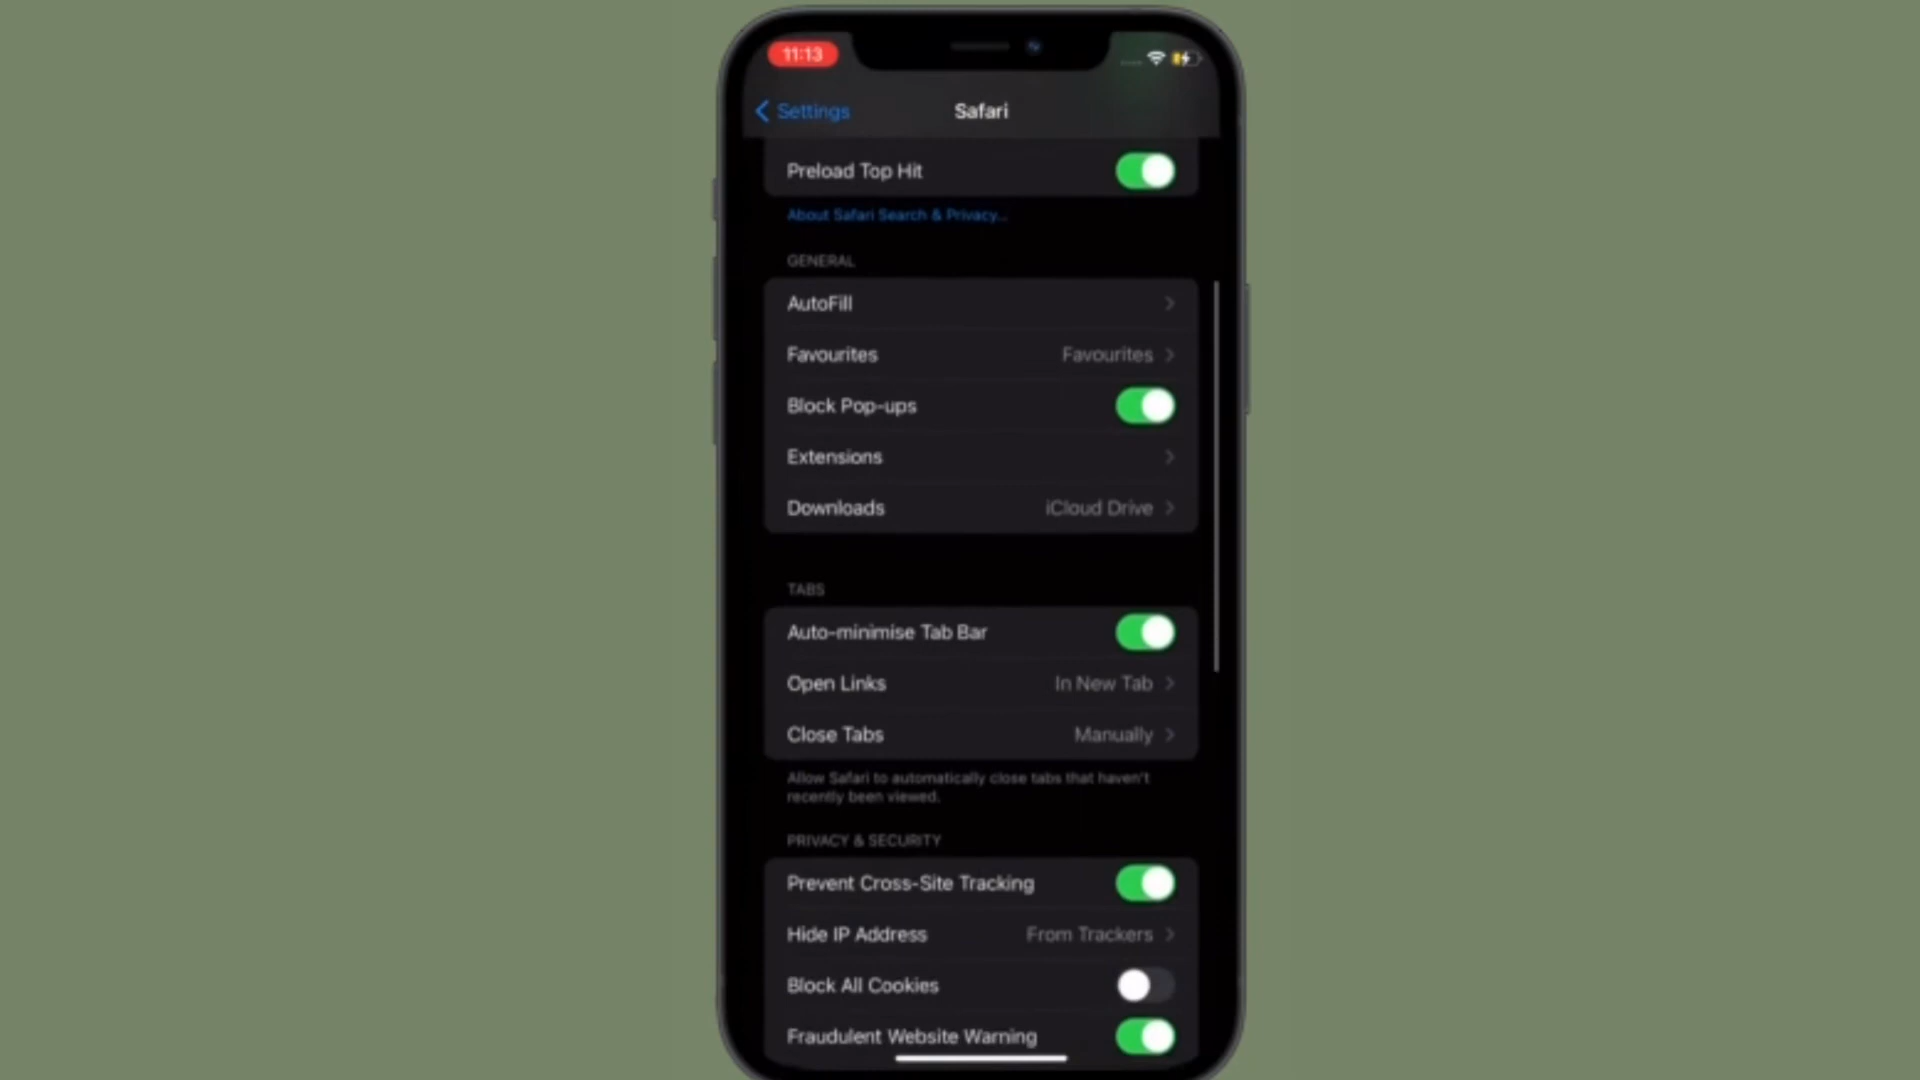 11:13
Settings
Safari
Preload Top Hit
About Safari Search & Privacy...
GENERAL
AutoFill
Favourites Favourites
Block Pop-ups
Extensions
Downloads iCloud Drive
TABS
Auto-minimise Tab Bar
Open Links In New Tab
Close Tabs Manually
Allow Safari to automatically close tabs that haven't
recently been viewed.
PRIVACY & SECURITY
Prevent Cross-Site Tracking
Hide IP Address From Trackers
Block All Cookies
Fraudulent Website Warning